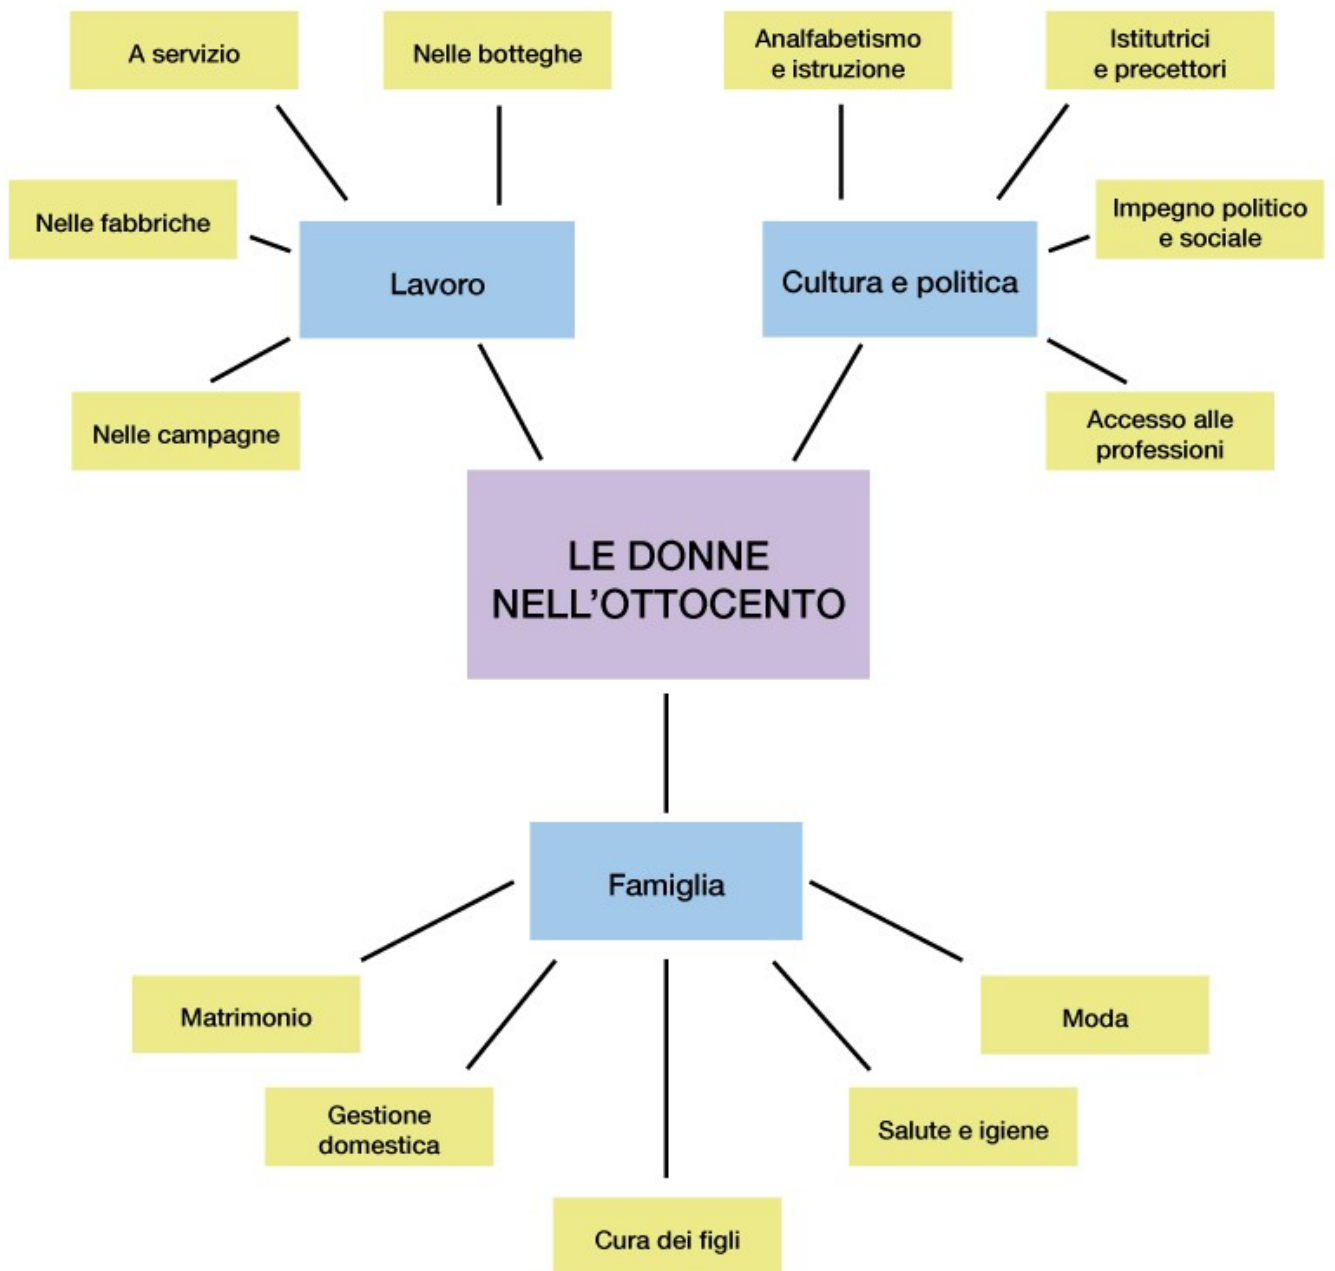 A servizio
Nelle botteghe
Analfabetismo
e istruzione
Istitutrici
e precettori
Nelle fabbriche
Impegno politico
e sociale
Lavoro
Cultura e politica
Nelle campagne
Accesso alle
professioni
LE DONNE
NELL'OTTOCENTO
Famiglia
Matrimonio
Moda
Gestione
domestica
Salute e igiene
Cura dei figli